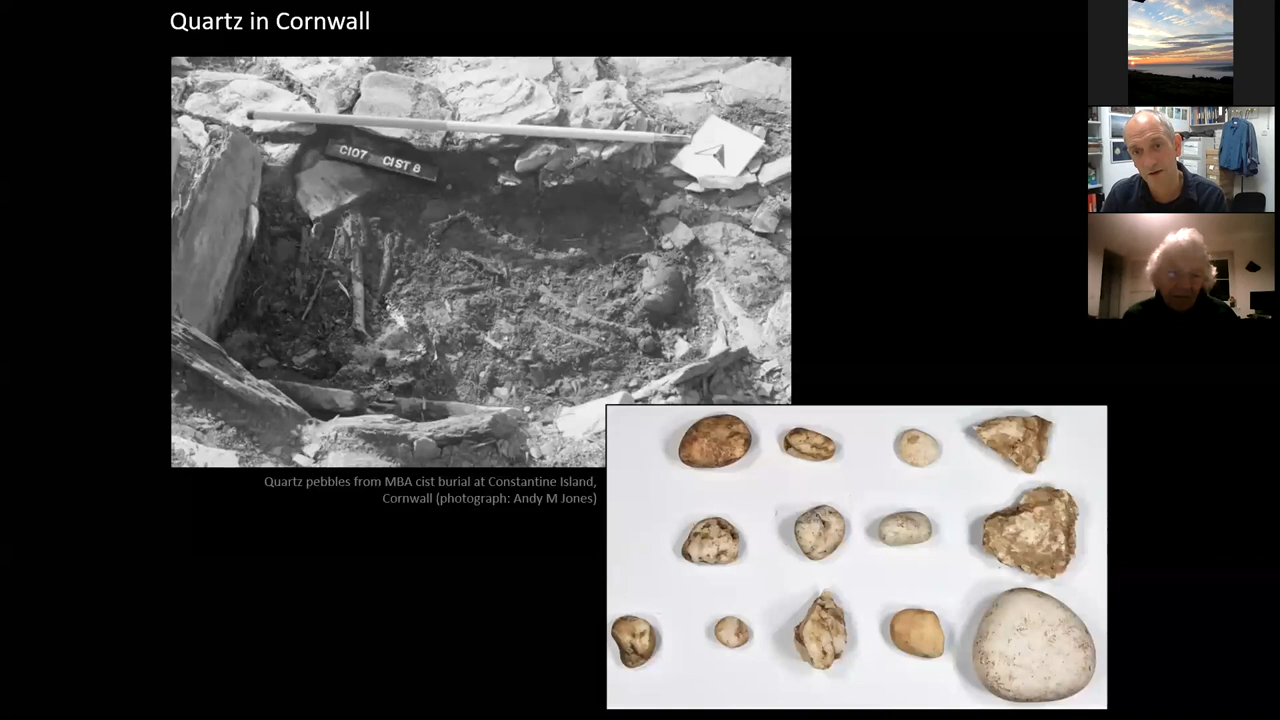 Quartz in Cornwall
C107 CIST 8
Quartz pebbles from MBA cist burial at Constantine Island,
Cornwall (photograph: Andy M Jones)